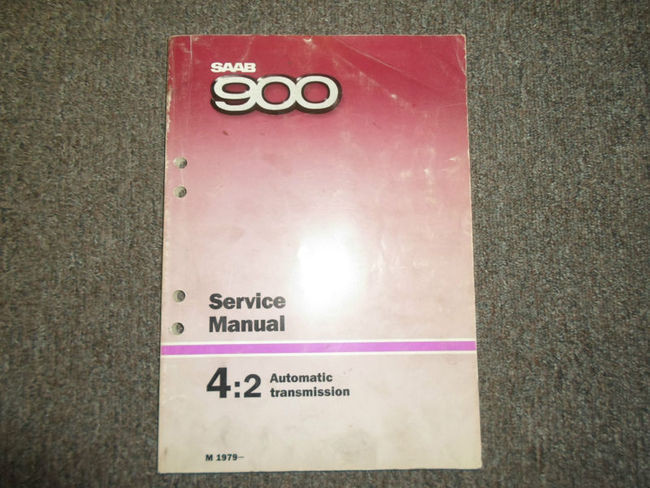 SAAB
900
Service
Manual
4:2 Automatic
transmission
M 1979–